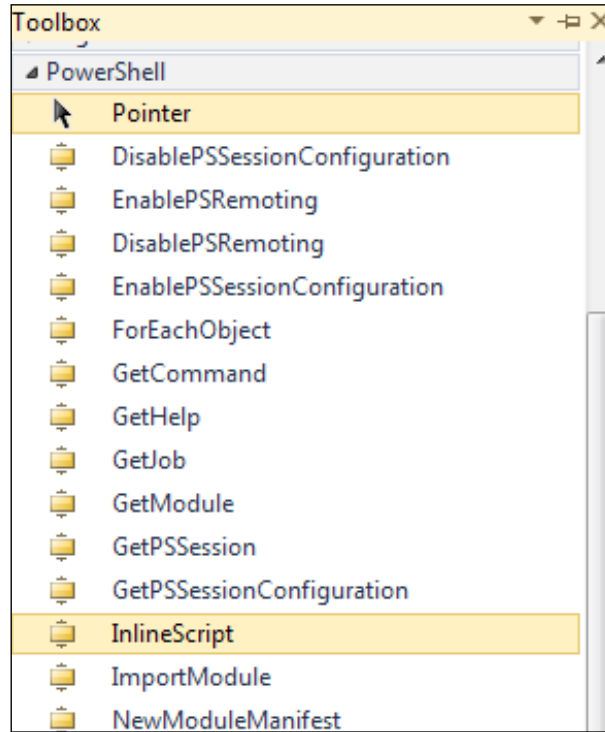 Toolbox
PowerShell
Pointer
DisablePSSessionConfiguration
EnablePSRemoting
DisablePSRemoting
EnablePSSessionConfiguration
ForEachObject
GetCommand
GetHelp
GetJob
GetModule
GetPSSession
GetPSSessionConfiguration
InlineScript
ImportModule
NewModuleManifest